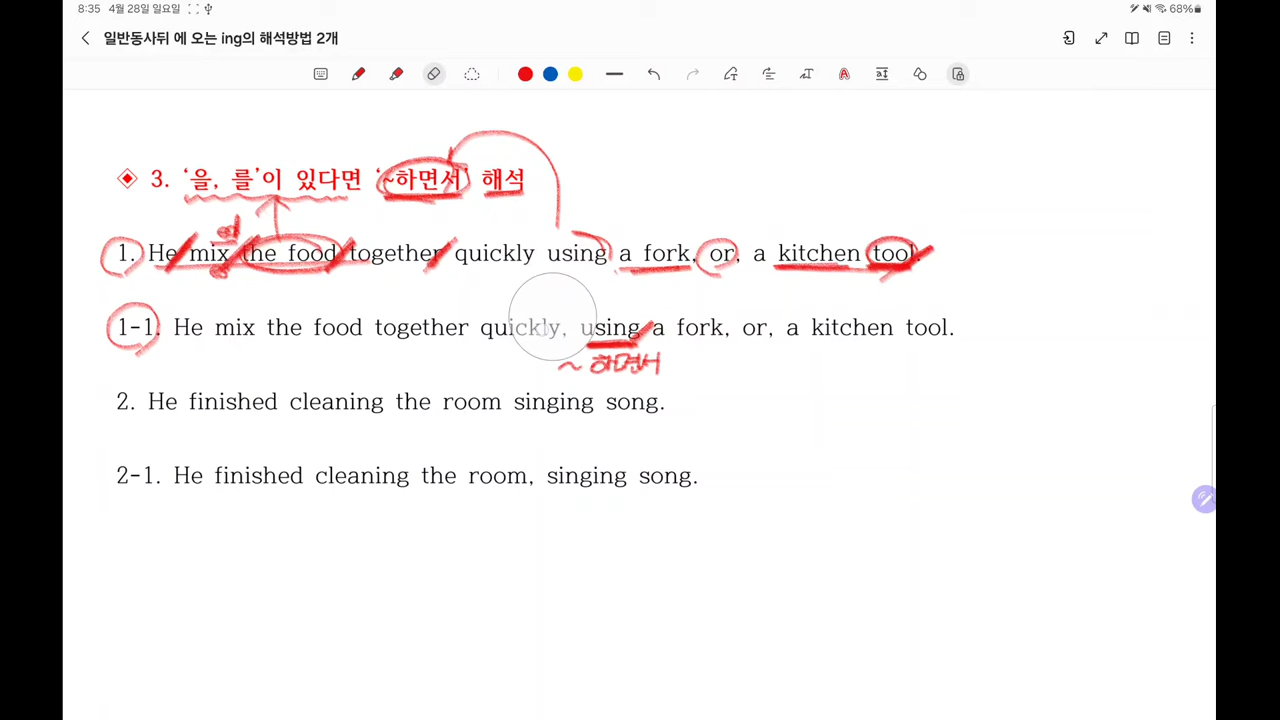 8:35 4월 28일 일요일 68%
일반동사뒤 에 오는 ing의 해석방법 2개
3. ‘을, 를’이 있다면 ‘~하면서’ 해석
1. He mix the food together quickly using a fork, or, a kitchen tool.
1-1. He mix the food together quickly, using a fork, or, a kitchen tool.
~ 하면서
2. He finished cleaning the room singing song.
2-1. He finished cleaning the room, singing song.